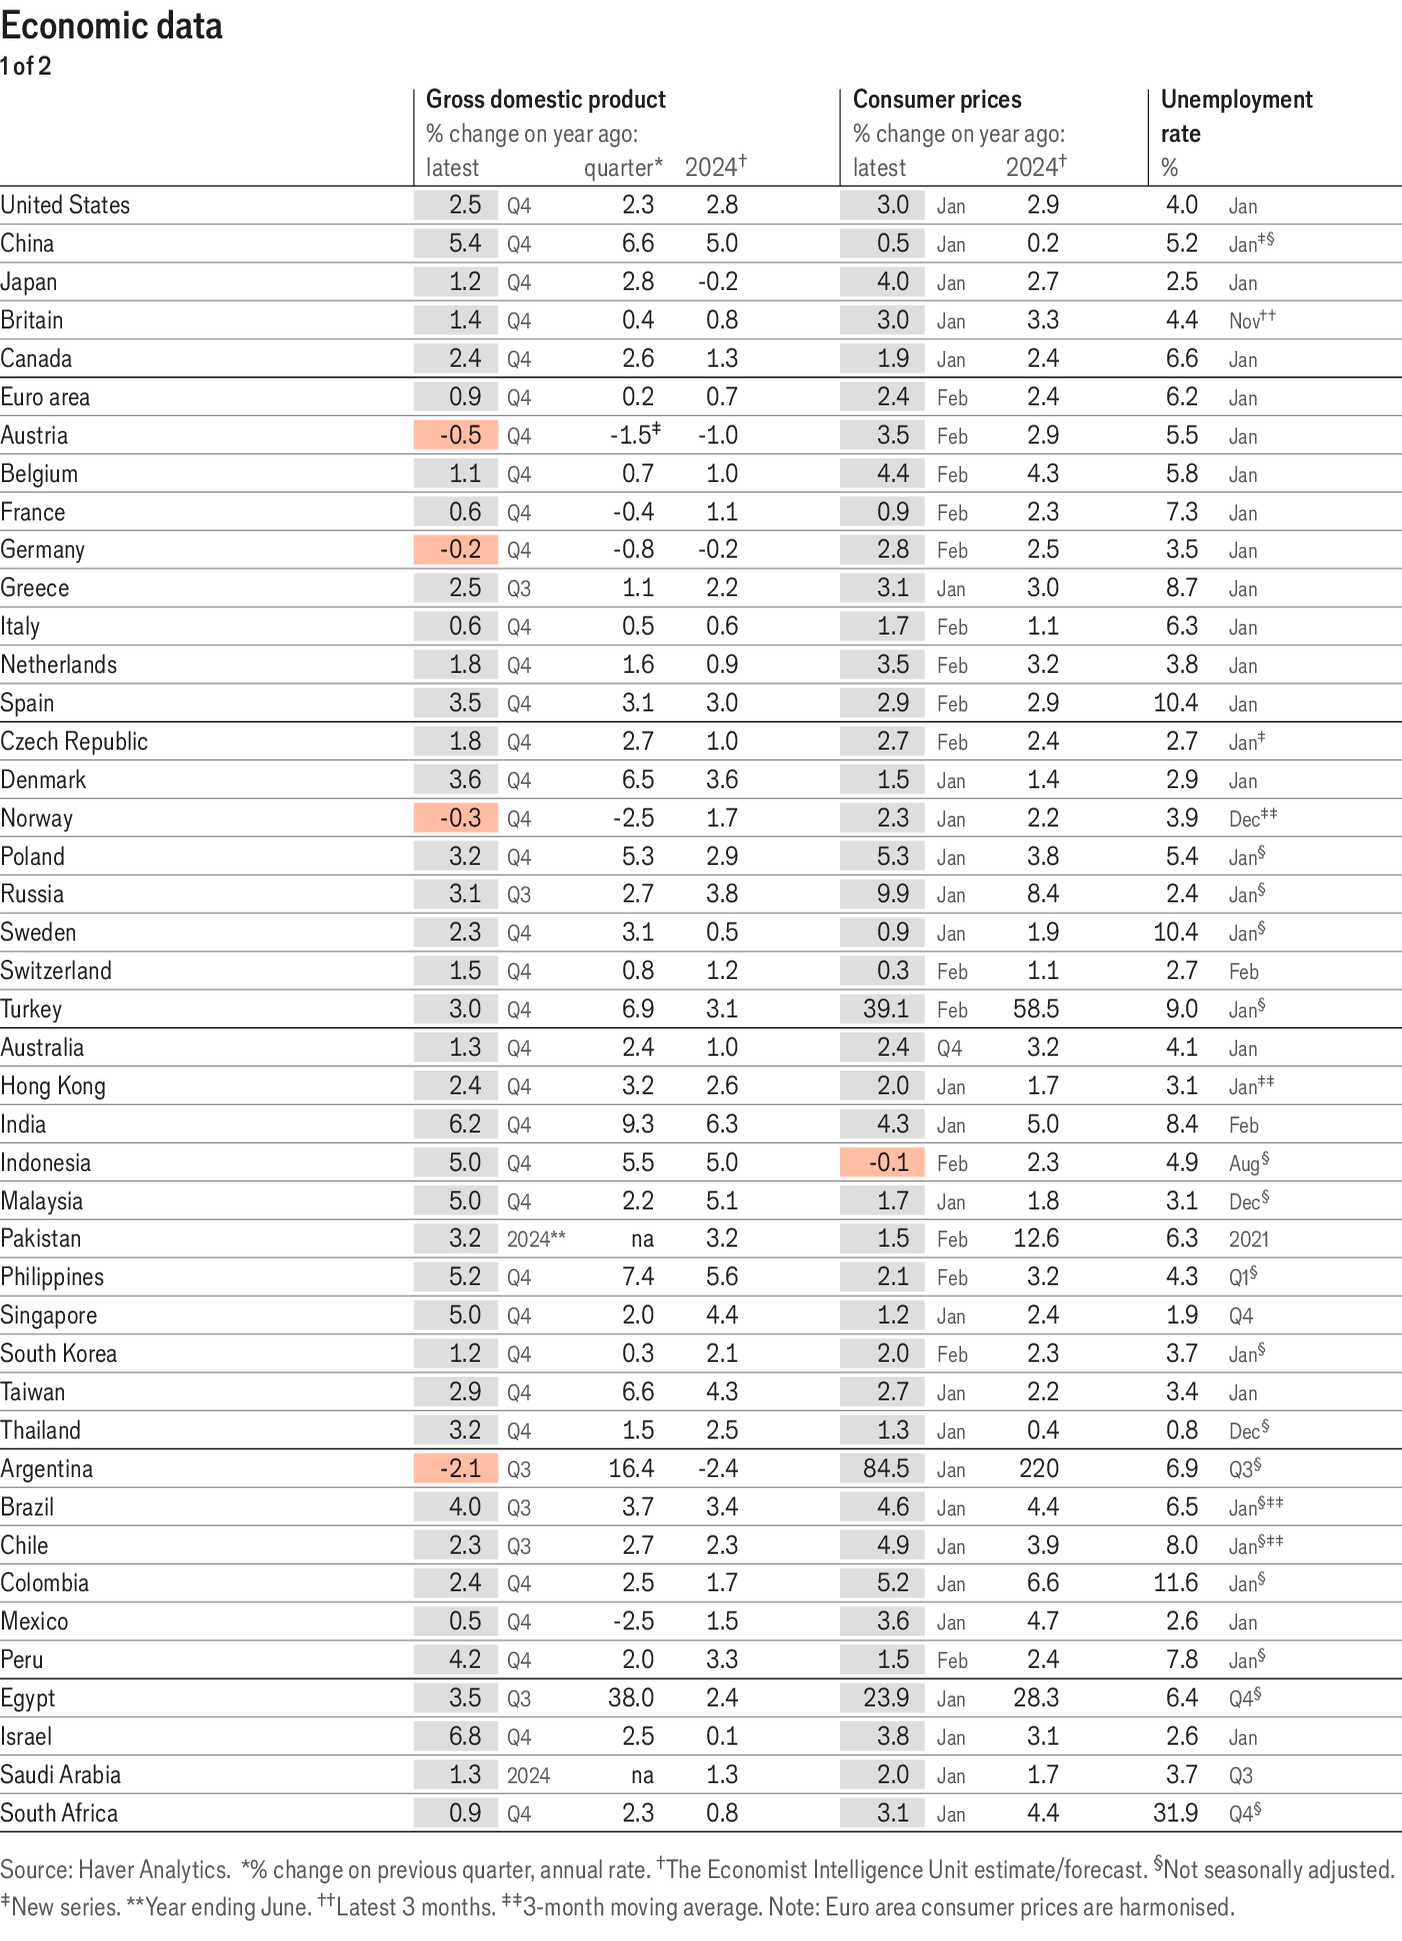 Economic data
1 of 2
Gross domestic product Consumer prices Unemployment
% change on year ago: % change on year ago: rate
latest quarter* 2024† latest 2024† %
United States 2.5 Q4 2.3 2.8 3.0 Jan 2.9 4.0 Jan
China 5.4 Q4 6.6 5.0 0.5 Jan 0.2 5.2 Jan‡§
Japan 1.2 Q4 2.8 -0.2 4.0 Jan 2.7 2.5 Jan
Britain 1.4 Q4 0.4 0.8 3.0 Jan 3.3 4.4 Nov††
Canada 2.4 Q4 2.6 1.3 1.9 Jan 2.4 6.6 Jan
Euro area 0.9 Q4 0.2 0.7 2.4 Feb 2.4 6.2 Jan
Austria -0.5 Q4 -1.5‡ -1.0 3.5 Feb 2.9 5.5 Jan
Belgium 1.1 Q4 0.7 1.0 4.4 Feb 4.3 5.8 Jan
France 0.6 Q4 -0.4 1.1 0.9 Feb 2.3 7.3 Jan
Germany -0.2 Q4 -0.8 -0.2 2.8 Feb 2.5 3.5 Jan
Greece 2.5 Q3 1.1 2.2 3.1 Jan 3.0 8.7 Jan
Italy 0.6 Q4 0.5 0.6 1.7 Feb 1.1 6.3 Jan
Netherlands 1.8 Q4 1.6 0.9 3.5 Feb 3.2 3.8 Jan
Spain 3.5 Q4 3.1 3.0 2.9 Feb 2.9 10.4 Jan
Czech Republic 1.8 Q4 2.7 1.0 2.7 Feb 2.4 2.7 Jan‡
Denmark 3.6 Q4 6.5 3.6 1.5 Jan 1.4 2.9 Jan
Norway -0.3 Q4 -2.5 1.7 2.3 Jan 2.2 3.9 Dec‡‡
Poland 3.2 Q4 5.3 2.9 5.3 Jan 3.8 5.4 Jan§
Russia 3.1 Q3 2.7 3.8 9.9 Jan 8.4 2.4 Jan§
Sweden 2.3 Q4 3.1 0.5 0.9 Jan 1.9 10.4 Jan§
Switzerland 1.5 Q4 0.8 1.2 0.3 Feb 1.1 2.7 Feb
Turkey 3.0 Q4 6.9 3.1 39.1 Feb 58.5 9.0 Jan§
Australia 1.3 Q4 2.4 1.0 2.4 Q4 3.2 4.1 Jan
Hong Kong 2.4 Q4 3.2 2.6 2.0 Jan 1.7 3.1 Jan‡‡
India 6.2 Q4 9.3 6.3 4.3 Jan 5.0 8.4 Feb
Indonesia 5.0 Q4 5.5 5.0 -0.1 Feb 2.3 4.9 Aug§
Malaysia 5.0 Q4 2.2 5.1 1.7 Jan 1.8 3.1 Dec§
Pakistan 3.2 2024** na 3.2 1.5 Feb 12.6 6.3 2021
Philippines 5.2 Q4 7.4 5.6 2.1 Feb 3.2 4.3 Q1§
Singapore 5.0 Q4 2.0 4.4 1.2 Jan 2.4 1.9 Q4
South Korea 1.2 Q4 0.3 2.1 2.0 Feb 2.3 3.7 Jan§
Taiwan 2.9 Q4 6.6 4.3 2.7 Jan 2.2 3.4 Jan
Thailand 3.2 Q4 1.5 2.5 1.3 Jan 0.4 0.8 Dec§
Argentina -2.1 Q3 16.4 -2.4 84.5 Jan 220 6.9 Q3§
Brazil 4.0 Q3 3.7 3.4 4.6 Jan 4.4 6.5 Jan§‡‡
Chile 2.3 Q3 2.7 2.3 4.9 Jan 3.9 8.0 Jan§‡‡
Colombia 2.4 Q4 2.5 1.7 5.2 Jan 6.6 11.6 Jan§
Mexico 0.5 Q4 -2.5 1.5 3.6 Jan 4.7 2.6 Jan
Peru 4.2 Q4 2.0 3.3 1.5 Feb 2.4 7.8 Jan§
Egypt 3.5 Q3 38.0 2.4 23.9 Jan 28.3 6.4 Q4§
Israel 6.8 Q4 2.5 0.1 3.8 Jan 3.1 2.6 Jan
Saudi Arabia 1.3 2024 na 1.3 2.0 Jan 1.7 3.7 Q3
South Africa 0.9 Q4 2.3 0.8 3.1 Jan 4.4 31.9 Q4§
Source: Haver Analytics. *% change on previous quarter, annual rate. †The Economist Intelligence Unit estimate/forecast. §Not seasonally adjusted.
‡New series. **Year ending June. ††Latest 3 months. ‡‡3-month moving average. Note: Euro area consumer prices are harmonised.